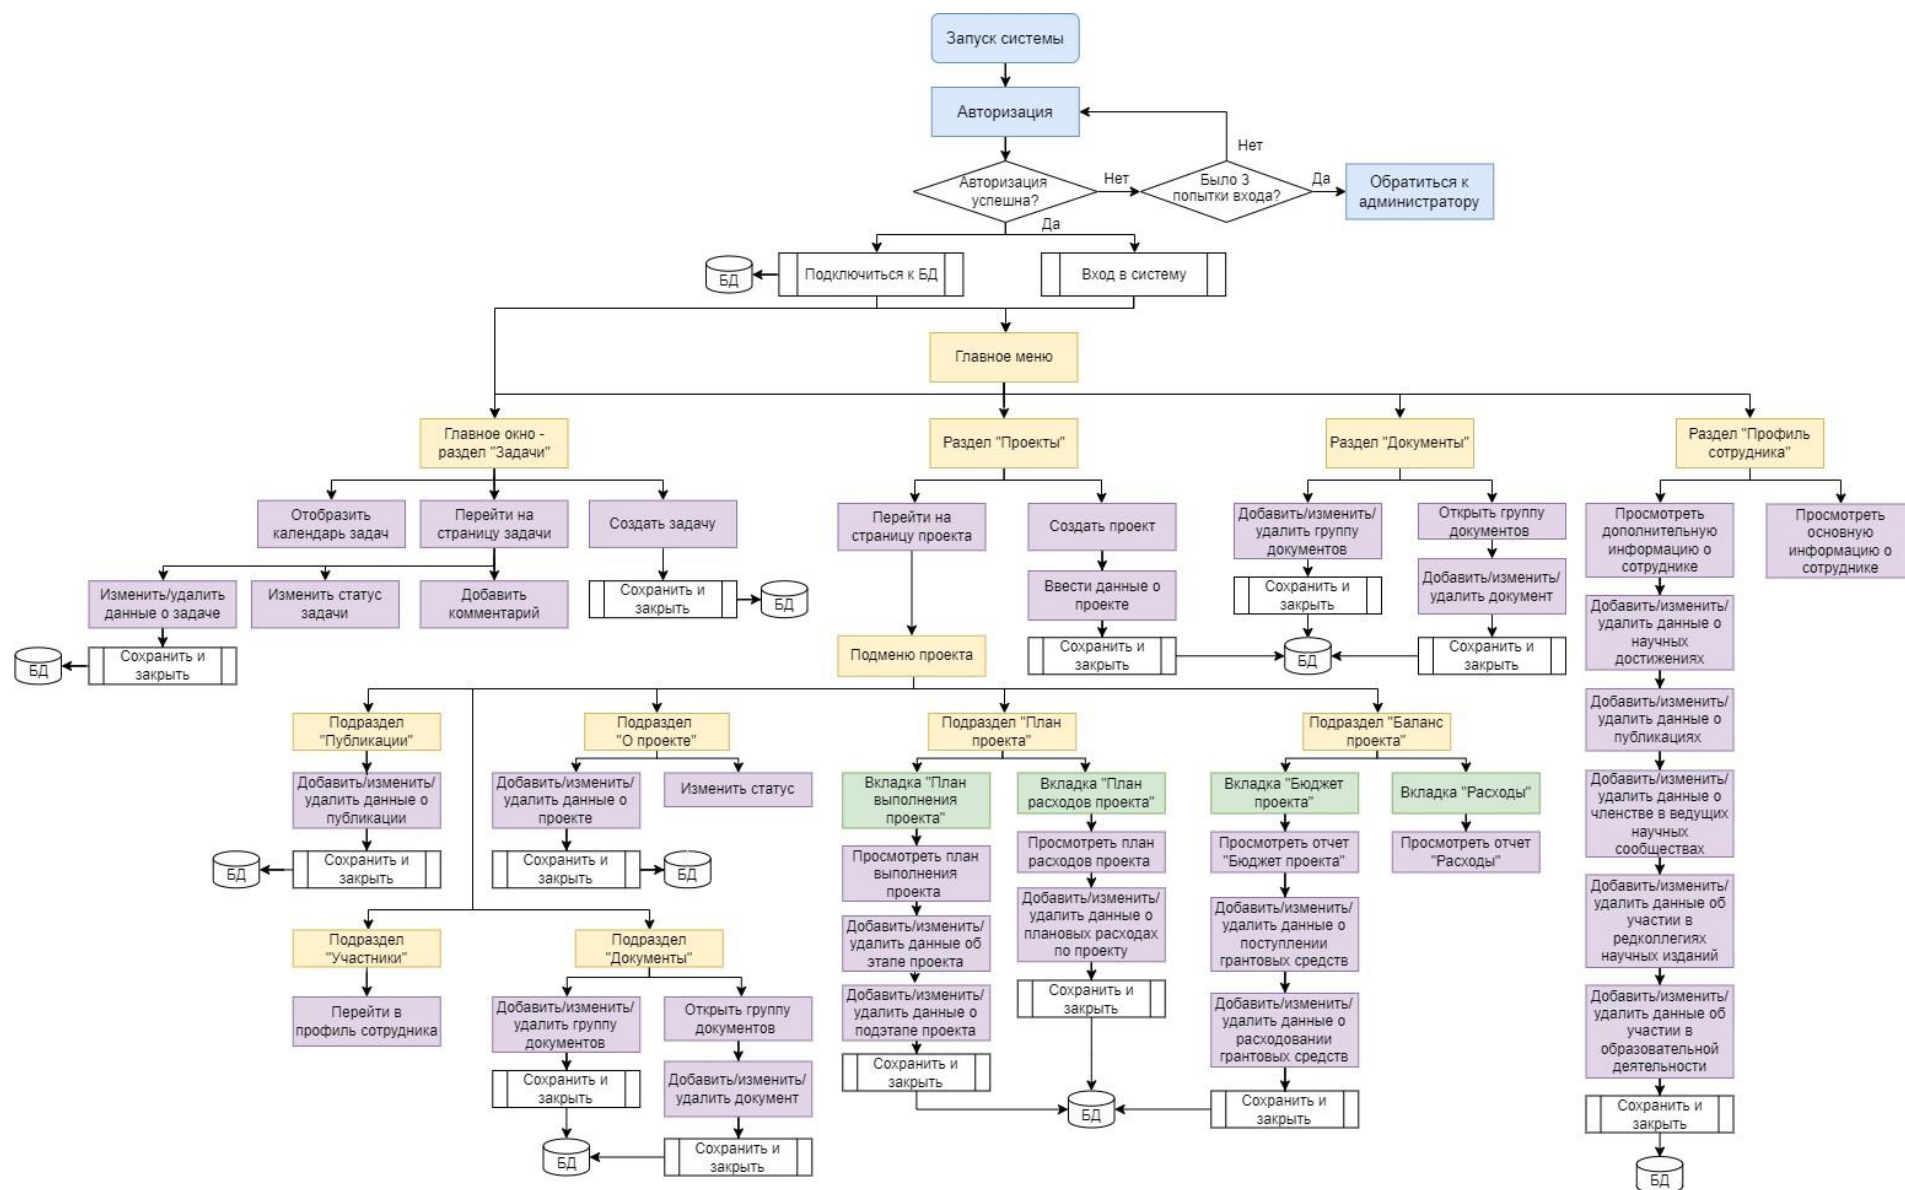 Запуск системы
Авторизация
Нет
Авторизация
успешна?
Нет
Было 3
попытки входа?
Да
Обратиться к
администратору
Да
БД
Подключиться к БД
Вход в систему
Главное меню
Главное окно -
раздел "Задачи"
Раздел "Проекты"
Раздел "Документы"
Раздел "Профиль
сотрудника"
Отобразить
календарь задач
Перейти на
страницу задачи
Создать задачу
Изменить/удалить
данные о задаче
Изменить статус
задачи
Добавить
комментарий
Сохранить и
закрыть
БД
БД
Сохранить и
закрыть
Перейти на
страницу проекта
Создать проект
Ввести данные о
проекте
Подменю проекта
Сохранить и
закрыть
Добавить/изменить/
удалить группу
документов
Сохранить и
закрыть
БД
Открыть группу
документов
Добавить/изменить/
удалить документ
Сохранить и
закрыть
Просмотреть
дополнительную
информацию о
сотруднике
Просмотреть
основную
информацию о
сотруднике
Добавить/изменить/
удалить данные о
научных
достижениях
Добавить/изменить/
удалить данные о
публикациях
Добавить/изменить/
удалить данные о
членстве в ведущих
научных
сообществах
Добавить/изменить/
удалить данные об
участии в
редколлегиях
научных изданий
Добавить/изменить/
удалить данные об
участии в
образовательной
деятельности
Сохранить и
закрыть
БД
Подраздел
"Публикации"
Добавить/изменить/
удалить данные о
публикации
БД
Сохранить и
закрыть
Подраздел
"О проекте"
Добавить/изменить/
удалить данные о
проекте
Изменить статус
Сохранить и
закрыть
БД
Подраздел "План
проекта"
Вкладка "План
выполнения
проекта"
Вкладка "План
расходов проекта"
Просмотреть план
выполнения
проекта
Просмотреть план
расходов проекта
Добавить/изменить/
удалить данные об
этапе проекта
Добавить/изменить/
удалить данные о
плановых расходах
по проекту
Добавить/изменить/
удалить данные о
подэтапе проекта
Сохранить и
закрыть
Сохранить и
закрыть
БД
Подраздел "Баланс
проекта"
Вкладка "Бюджет
проекта"
Вкладка "Расходы"
Просмотреть отчет
"Бюджет проекта"
Просмотреть отчет
"Расходы"
Добавить/изменить/
удалить данные о
поступлении
грантовых средств
Добавить/изменить/
удалить данные о
расходовании
грантовых средств
Сохранить и
закрыть
Подраздел
"Участники"
Перейти в
профиль сотрудника
Подраздел
"Документы"
Добавить/изменить/
удалить группу
документов
Открыть группу
документов
Сохранить и
закрыть
Добавить/изменить/
удалить документ
БД
Сохранить и
закрыть